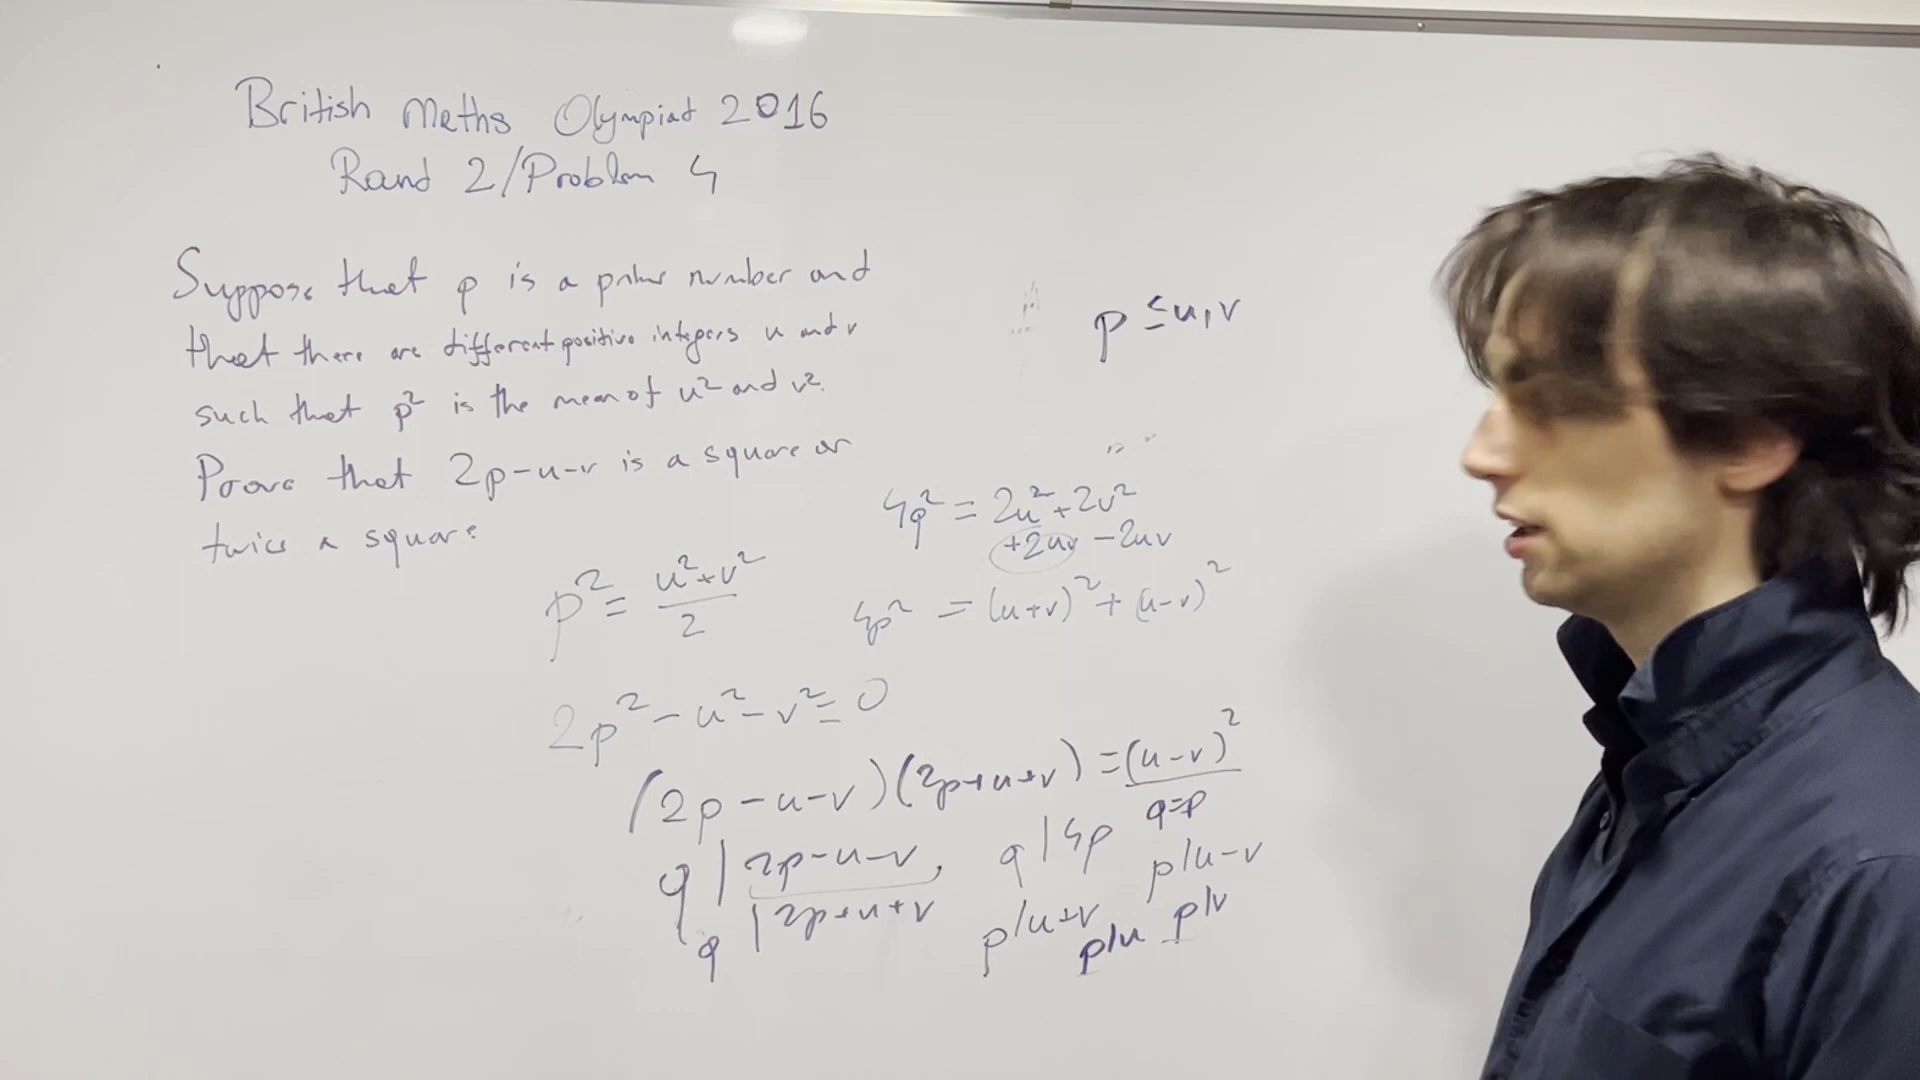 British Maths Olympiad 2016
Round 2/Problem 4
Suppose that p is a prime number and
that there are different positive integers u and v
such that p² is the mean of u² and v².
Prove that 2p-u-v is a square or
twice a square
p ≤ u, v
4p² = 2u² + 2v²
+2uv - 2uv
p² = u²+v² / 2
4p² = (u+v)² + (u-v)²
2p² - u² - v² = 0
(2p-u-v)(2p+u+v) = (u-v)²
q=p
q | 2p-u-v, q | 4p p|u-v
q | 2p+u+v p|u+v p|u p|v